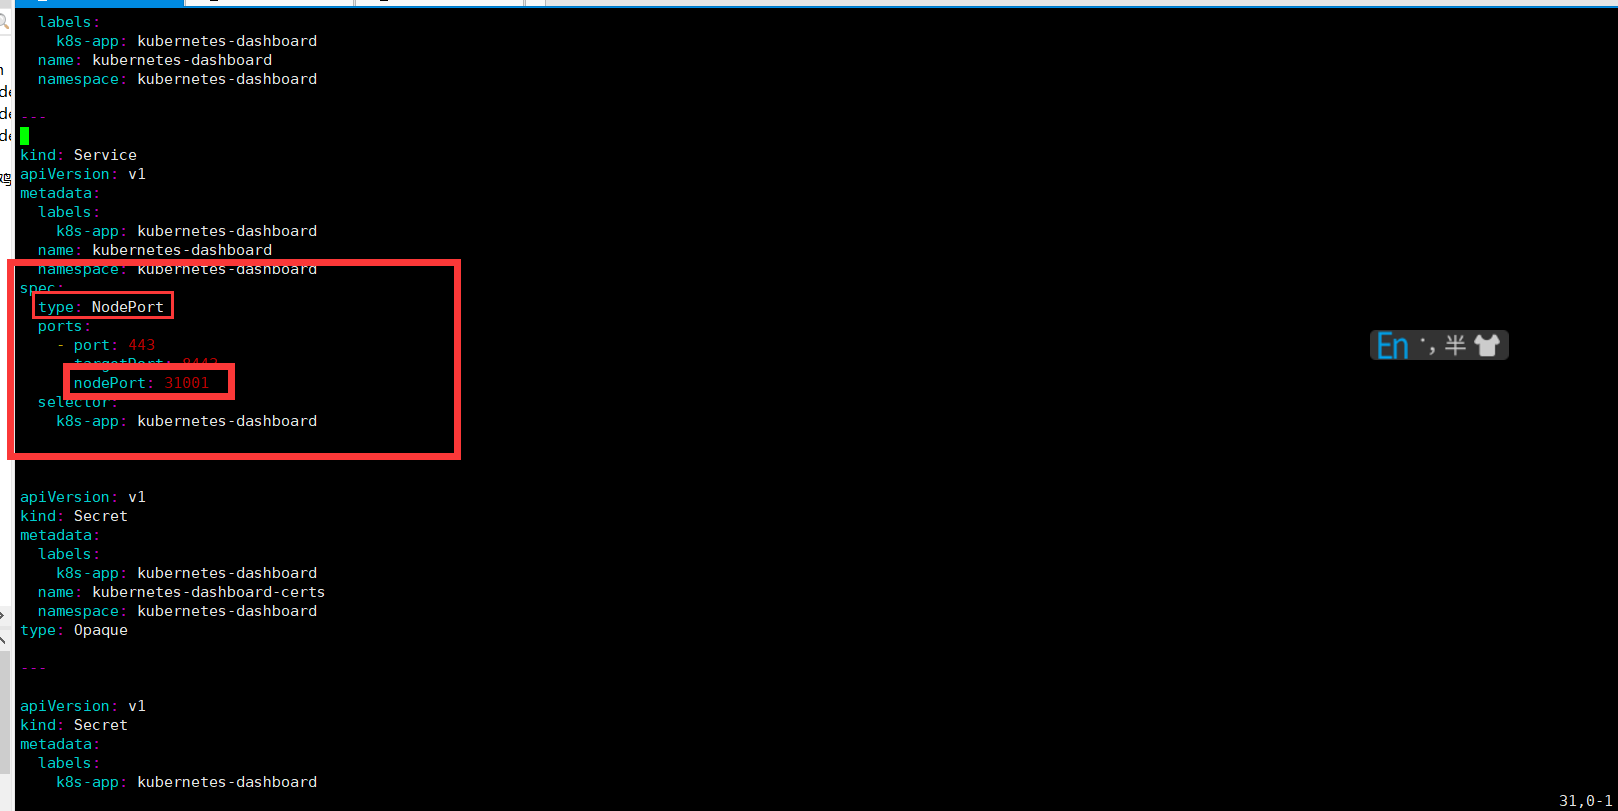 labels:
k8s-app: kubernetes-dashboard
name: kubernetes-dashboard
namespace: kubernetes-dashboard
---
kind: Service
apiVersion: v1
metadata:
labels:
k8s-app: kubernetes-dashboard
name: kubernetes-dashboard
namespace: kubernetes-dashboard
spec:
type: NodePort
ports:
- port: 443
targetPort: 8443
nodePort: 31001
selector:
k8s-app: kubernetes-dashboard
apiVersion: v1
kind: Secret
metadata:
labels:
k8s-app: kubernetes-dashboard
name: kubernetes-dashboard-certs
namespace: kubernetes-dashboard
type: Opaque
---
apiVersion: v1
kind: Secret
metadata:
labels:
k8s-app: kubernetes-dashboard
31,0-1
En ·, 半